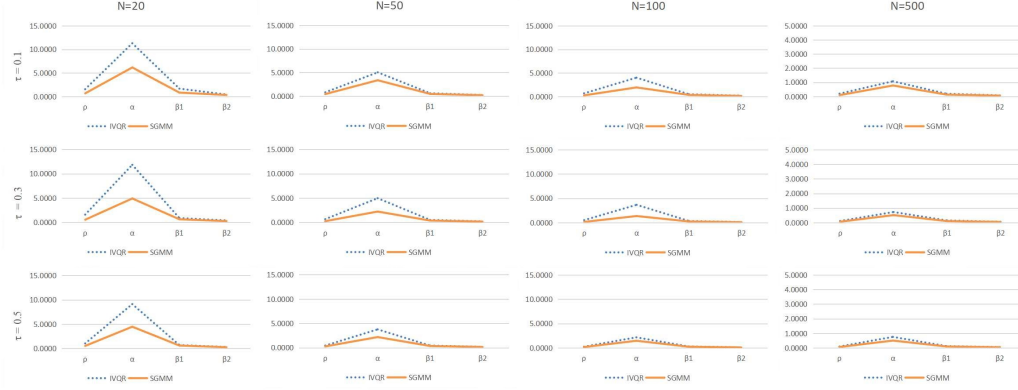 N=20 N=50 N=100 N=500
τ = 0.1
15.0000 15.0000 15.0000 5.0000
4.0000
10.0000 10.0000 10.0000 3.0000
5.0000 5.0000 5.0000 2.0000
1.0000
0.0000 0.0000 0.0000 0.0000
ρ α β1 β2 ρ α β1 β2 ρ α β1 β2 ρ α β1 β2
IVQR SGMM IVQR SGMM IVQR SGMM IVQR SGMM
τ = 0.3
15.0000 15.0000 15.0000 5.0000
4.0000
10.0000 10.0000 10.0000 3.0000
5.0000 5.0000 5.0000 2.0000
1.0000
0.0000 0.0000 0.0000 0.0000
ρ α β1 β2 ρ α β1 β2 ρ α β1 β2 ρ α β1 β2
IVQR SGMM IVQR SGMM IVQR SGMM IVQR SGMM
τ = 0.5
15.0000 15.0000 15.0000 5.0000
4.0000
10.0000 10.0000 10.0000 3.0000
5.0000 5.0000 5.0000 2.0000
1.0000
0.0000 0.0000 0.0000 0.0000
ρ α β1 β2 ρ α β1 β2 ρ α β1 β2 ρ α β1 β2
IVQR SGMM IVQR SGMM IVQR SGMM IVQR SGMM